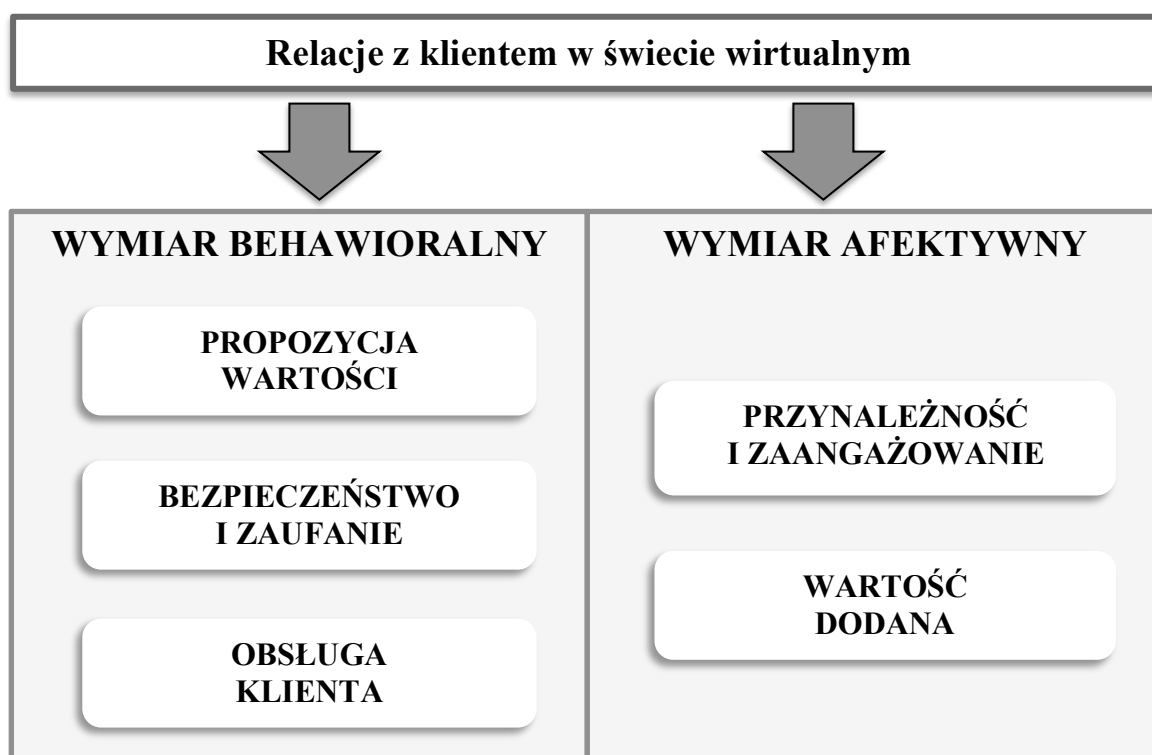 Relacje z klientem w świecie wirtualnym
WYMIAR BEHAWIORALNY
PROPOZYCJA
WARTOŚCI
BEZPIECZEŃSTWO
I ZAUFANIE
OBSŁUGA
KLIENTA
WYMIAR AFEKTYWNY
PRZYNALEŻNOŚĆ
I ZAANGAŻOWANIE
WARTOŚĆ
DODANA